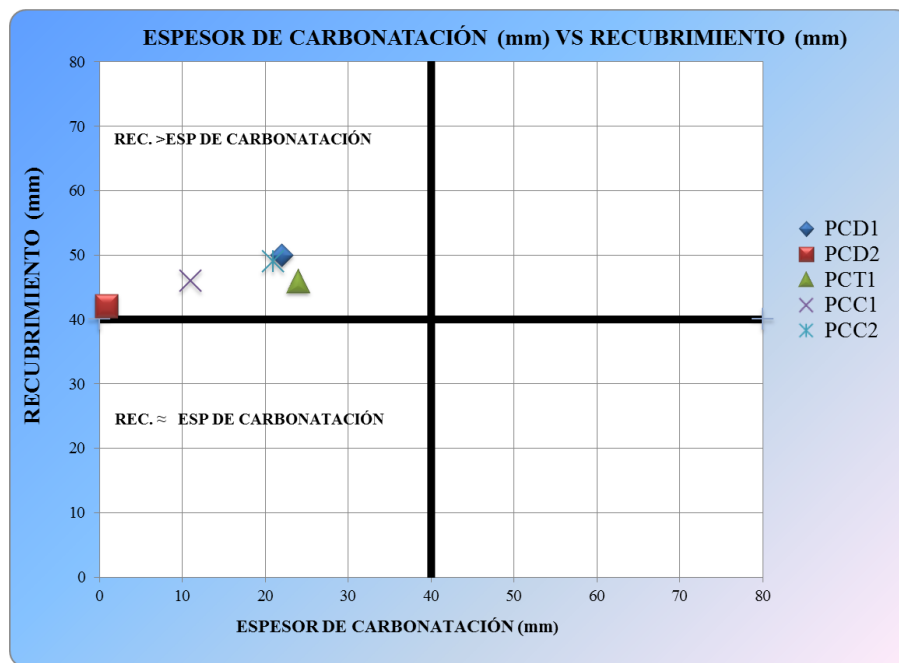 ESPESOR DE CARBONATACIÓN (mm) VS RECUBRIMIENTO (mm)
80
70
REC. >ESP DE CARBONATACIÓN
60
50
40
30
REC. ≈ ESP DE CARBONATACIÓN
20
10
0
0 10 20 30 40 50 60 70 80
RECUBRIMIENTO (mm)
ESPESOR DE CARBONATACIÓN (mm)
PCD1
PCD2
PCT1
PCC1
PCC2